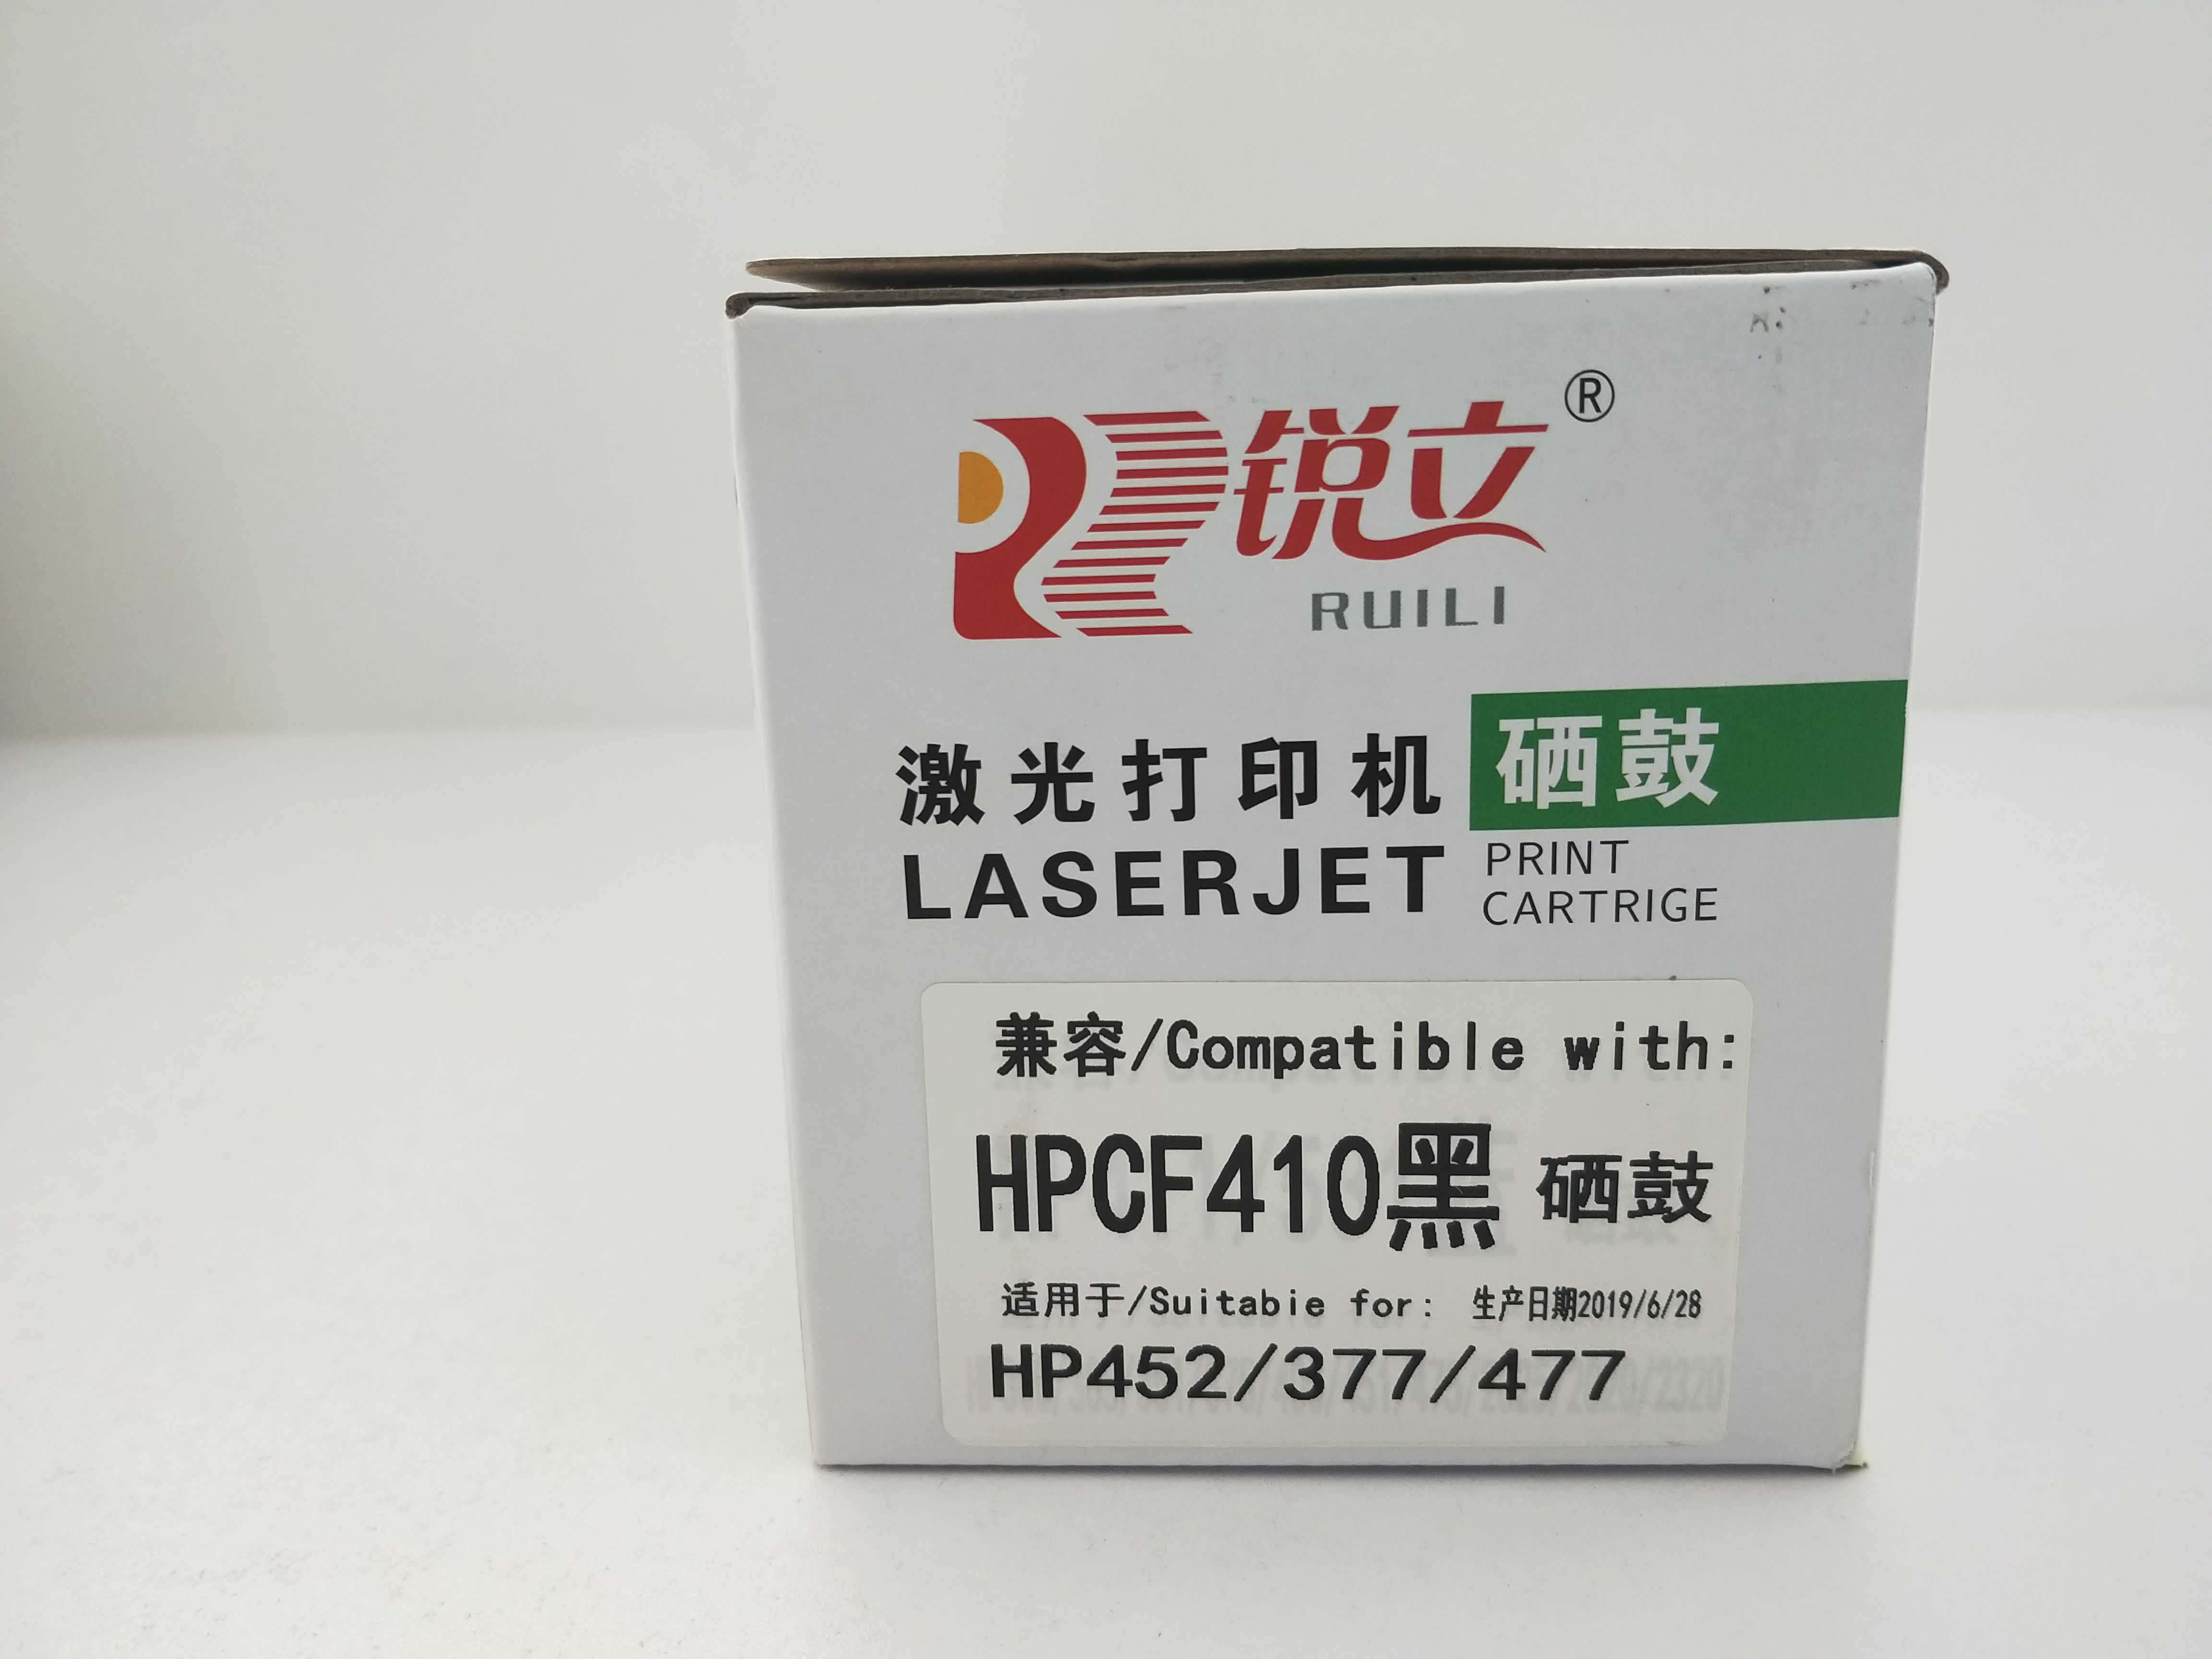 锐立®
RUILI
激光打印机 硒鼓
LASERJET PRINT
CARTRIGE
兼容/Compatible with:
HPCF410黑 硒鼓
适用于/Suitabie for: 生产日期2019/6/28
HP452/377/477